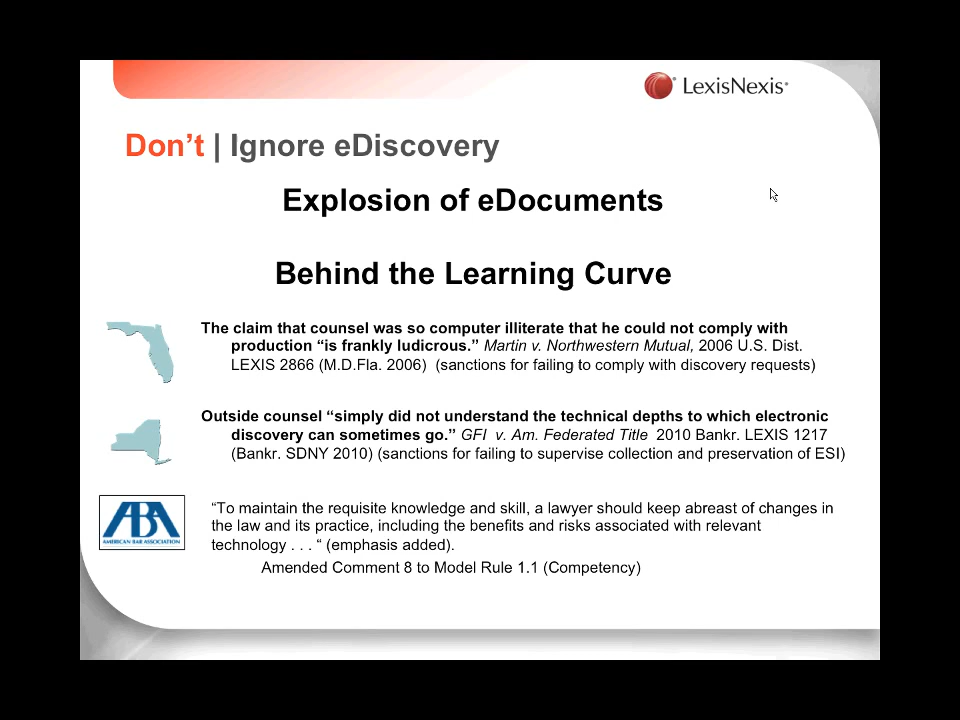 LexisNexis®
Don’t | Ignore eDiscovery
Explosion of eDocuments
Behind the Learning Curve
The claim that counsel was so computer illiterate that he could not comply with
production “is frankly ludicrous.” Martin v. Northwestern Mutual, 2006 U.S. Dist.
LEXIS 2866 (M.D.Fla. 2006) (sanctions for failing to comply with discovery requests)
Outside counsel “simply did not understand the technical depths to which electronic
discovery can sometimes go.” GFI v. Am. Federated Title 2010 Bankr. LEXIS 1217
(Bankr. SDNY 2010) (sanctions for failing to supervise collection and preservation of ESI)
ABA
AMERICAN BAR ASSOCIATION
“To maintain the requisite knowledge and skill, a lawyer should keep abreast of changes in
the law and its practice, including the benefits and risks associated with relevant
technology . . . “ (emphasis added).
Amended Comment 8 to Model Rule 1.1 (Competency)